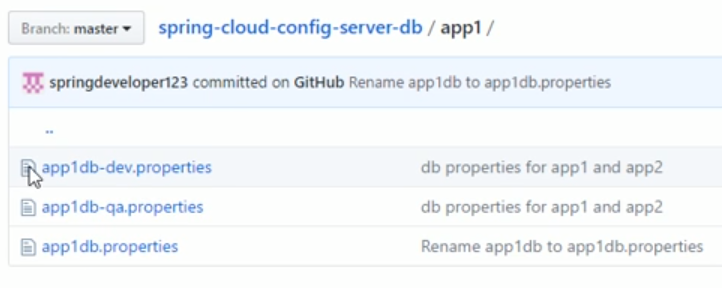 Branch: master spring-cloud-config-server-db / app1 /
springdeveloper123 committed on GitHub Rename app1db to app1db.properties
..
app1db-dev.properties db properties for app1 and app2
app1db-qa.properties db properties for app1 and app2
app1db.properties Rename app1db to app1db.properties